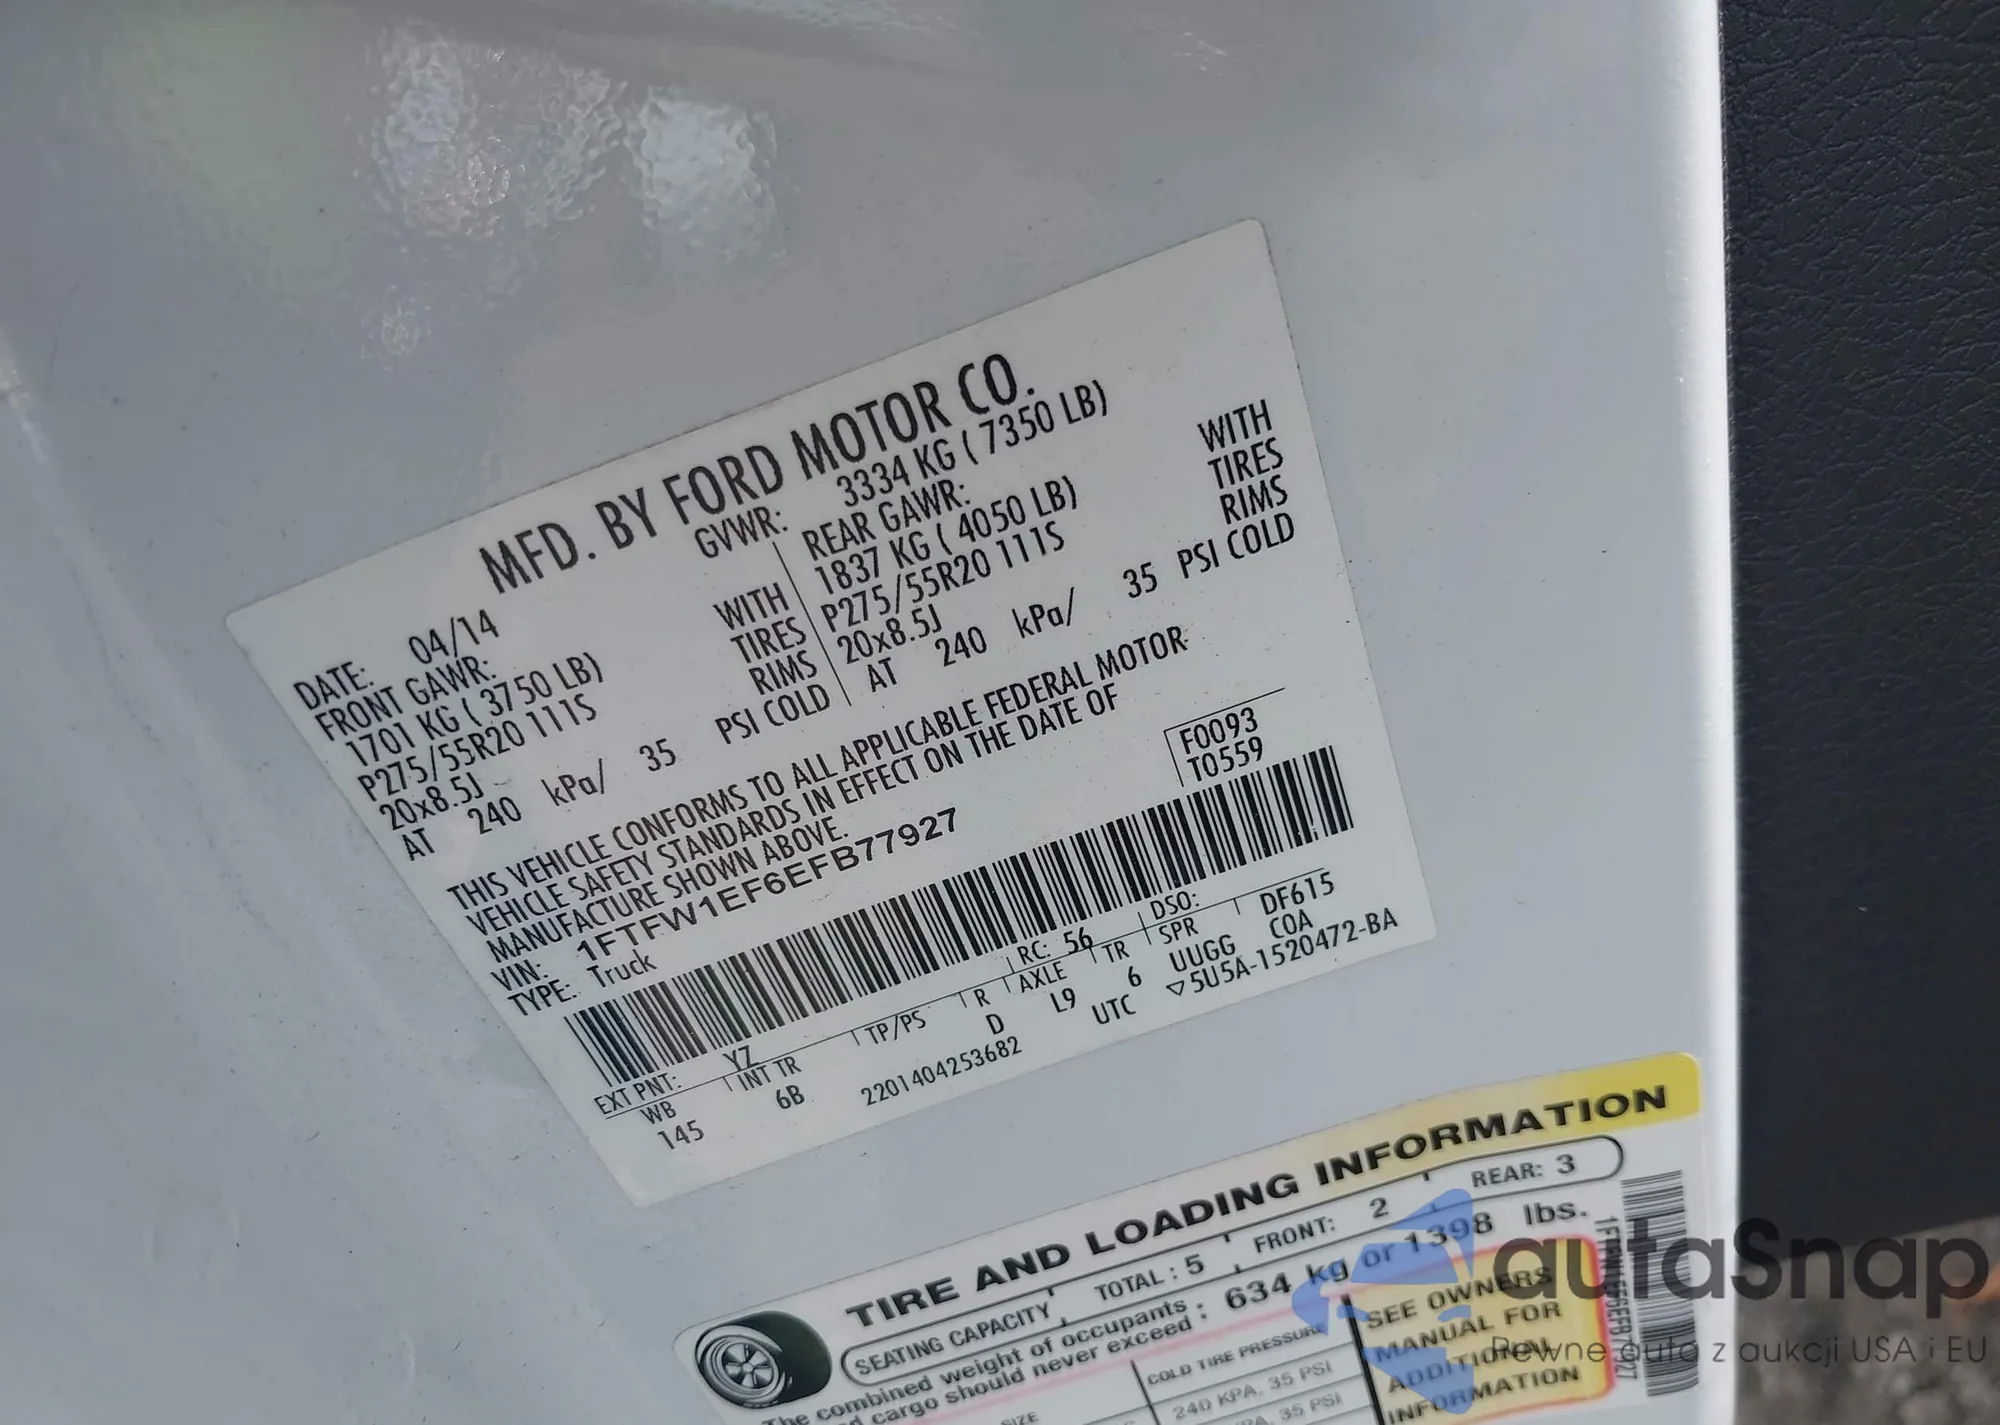 MFD. BY FORD MOTOR CO.
DATE: 04/14 GVWR: 3334 KG ( 7350 LB)
FRONT GAWR: REAR GAWR:
1701 KG ( 3750 LB) WITH 1837 KG ( 4050 LB) WITH
P275/55R20 111S TIRES P275/55R20 111S TIRES
20x8.5J RIMS 20x8.5J RIMS
AT 240 kPa/ 35 PSI COLD AT 240 kPa/ 35 PSI COLD
THIS VEHICLE CONFORMS TO ALL APPLICABLE FEDERAL MOTOR
VEHICLE SAFETY STANDARDS IN EFFECT ON THE DATE OF
MANUFACTURE SHOWN ABOVE.
VIN: 1FTFW1EF6EFB77927
TYPE: Truck
F0093
T0559
EXT PNT: YZ RC: 56 DSO:
WB INT TR TP/PS R AXLE TR SPR DF615
145 6B D L9 6 UUGG COA
2201404253682 UTC ▽5U5A-1520472-BA
TIRE AND LOADING INFORMATION
SEATING CAPACITY TOTAL : 5 FRONT: 2 REAR: 3
The combined weight of occupants
and cargo should never exceed : 634 kg or 1398 lbs.
SIZE COLD TIRE PRESSURE
240 KPA, 35 PSI
KPA, 35 PSI
SEE OWNERS
MANUAL FOR
ADDITIONAL
INFORMATION
autaSnap
Pewne auta z aukcji USA i EU